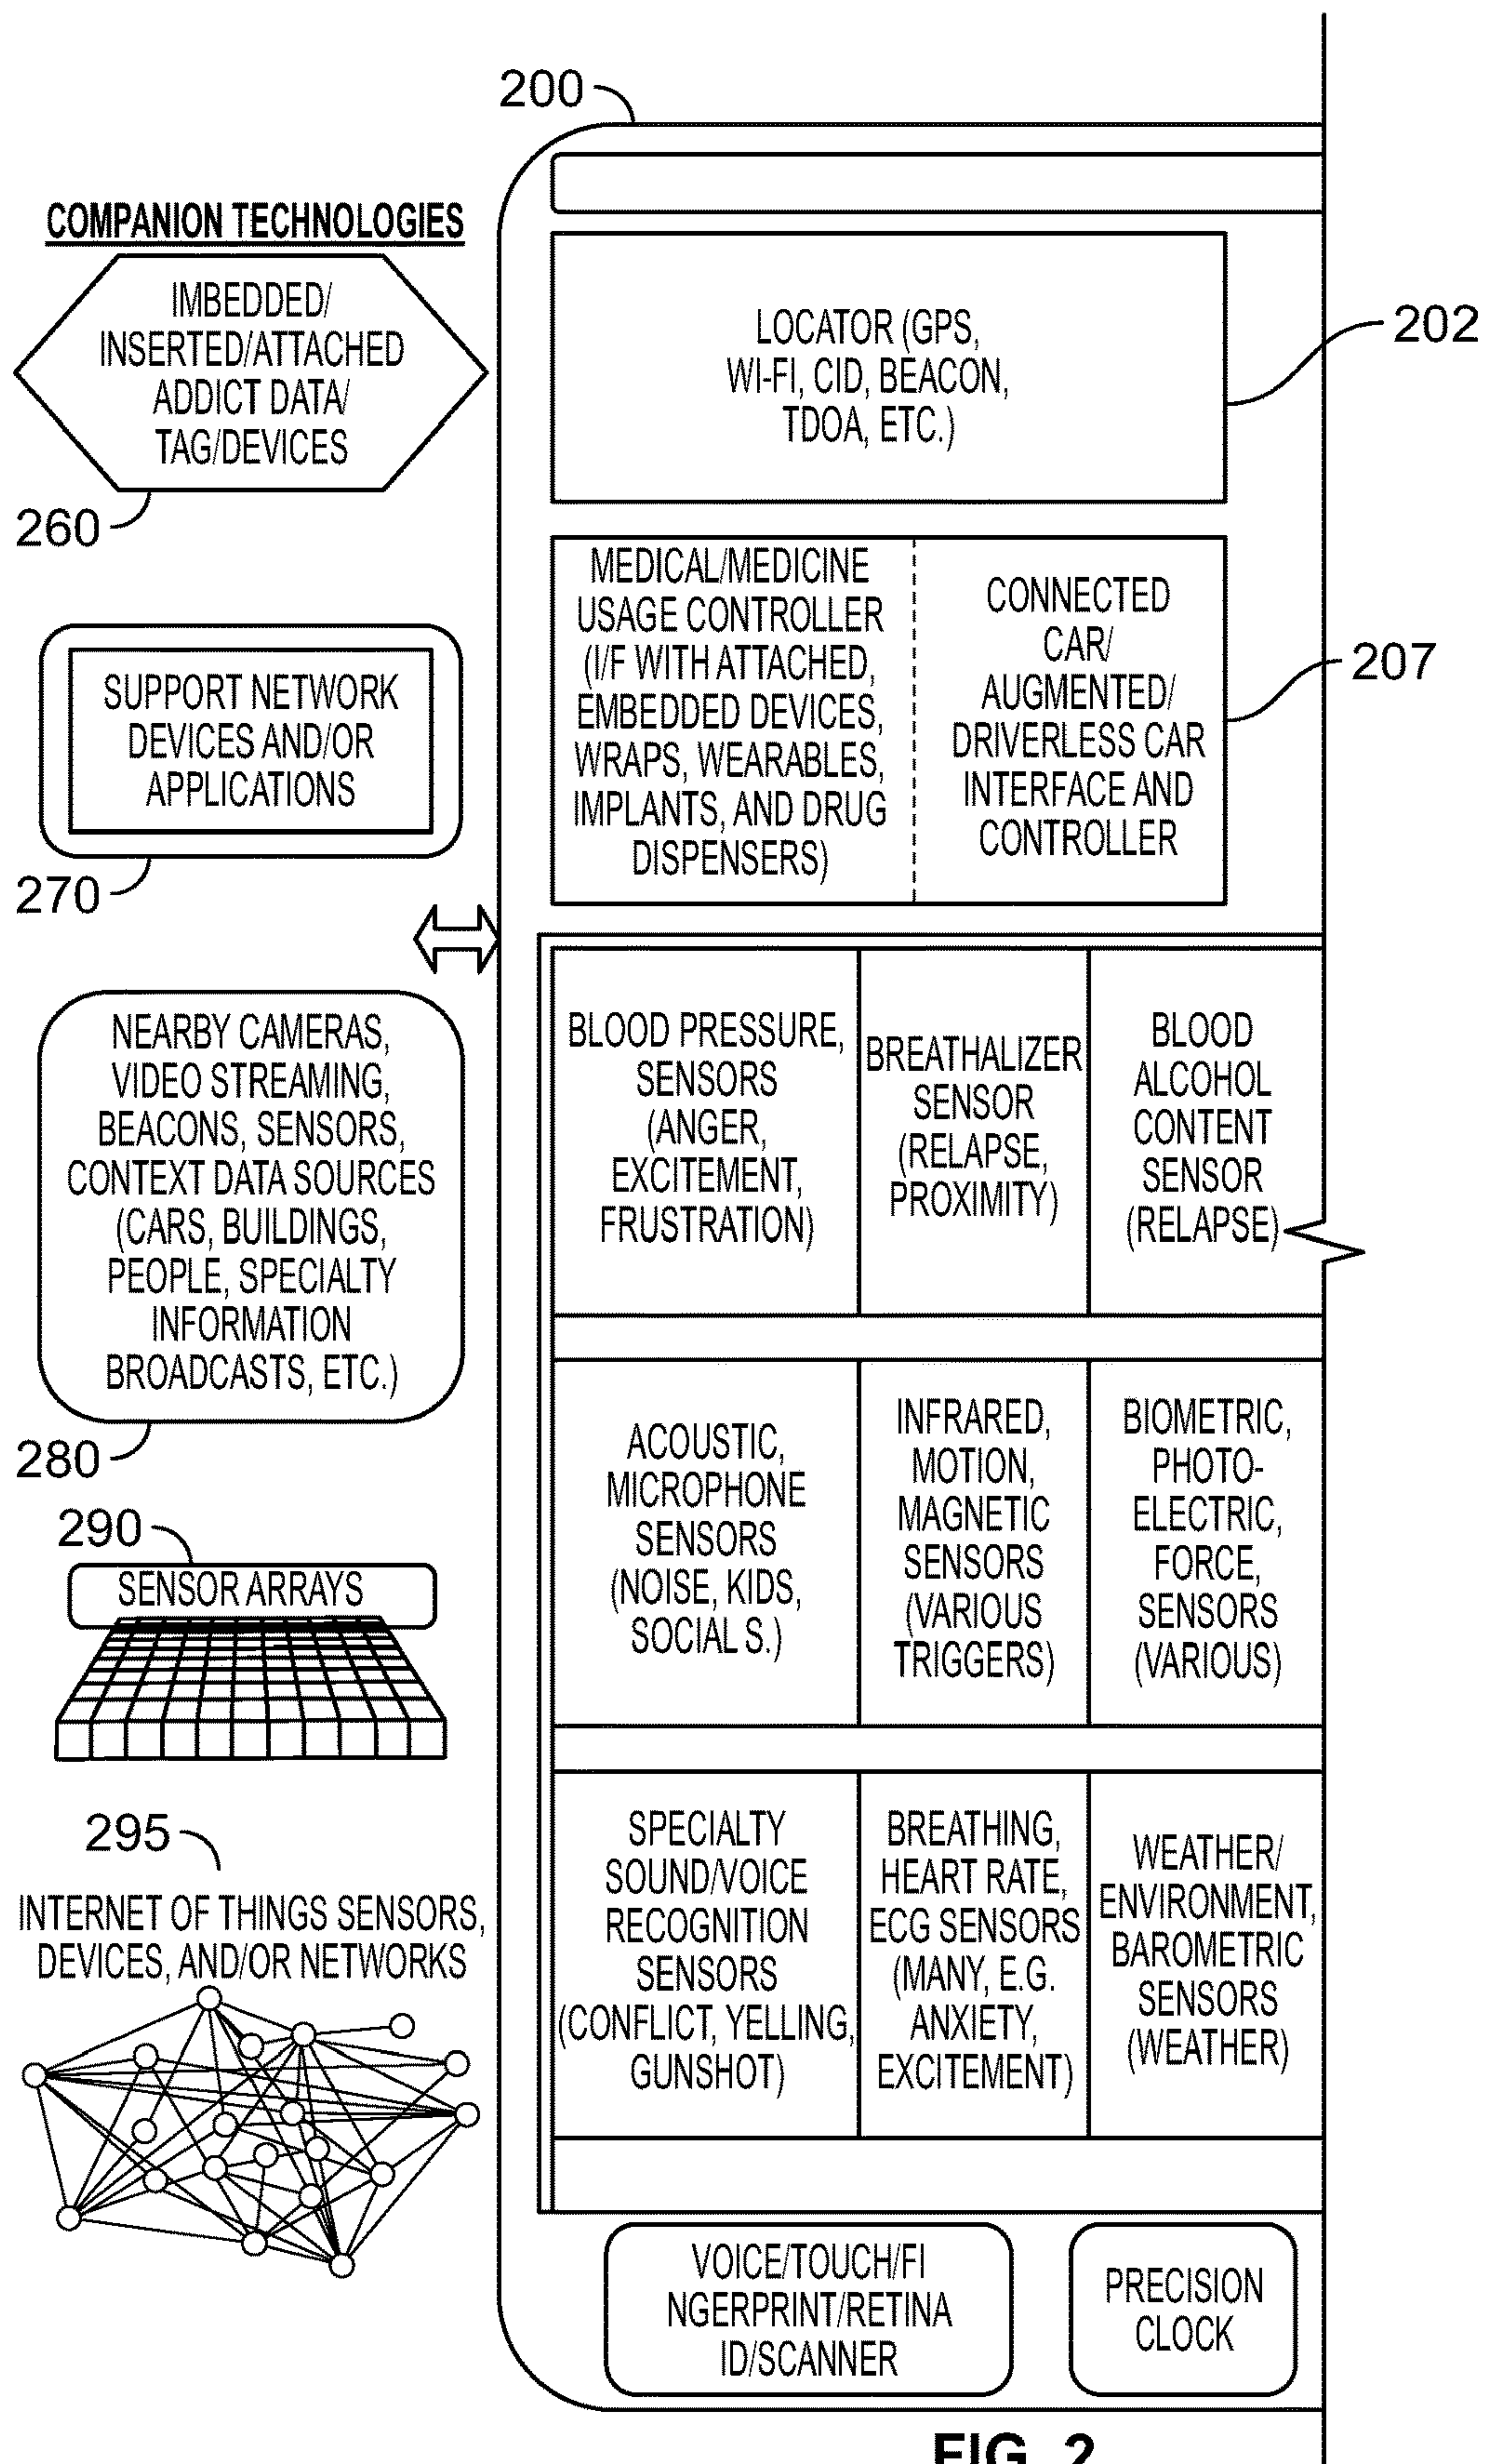 200
COMPANION TECHNOLOGIES
IMBEDDED/
INSERTED/ATTACHED
ADDICT DATA/
TAG/DEVICES
260
SUPPORT NETWORK
DEVICES AND/OR
APPLICATIONS
270
NEARBY CAMERAS,
VIDEO STREAMING,
BEACONS, SENSORS,
CONTEXT DATA SOURCES
(CARS, BUILDINGS,
PEOPLE, SPECIALTY
INFORMATION
BROADCASTS, ETC.)
280
290
SENSOR ARRAYS
295
INTERNET OF THINGS SENSORS,
DEVICES, AND/OR NETWORKS
LOCATOR (GPS,
WI-FI, CID, BEACON,
TDOA, ETC.)
202
MEDICAL/MEDICINE
USAGE CONTROLLER
(I/F WITH ATTACHED,
EMBEDDED DEVICES,
WRAPS, WEARABLES,
IMPLANTS, AND DRUG
DISPENSERS)
CONNECTED
CAR/
AUGMENTED/
DRIVERLESS CAR
INTERFACE AND
CONTROLLER
207
BLOOD PRESSURE,
SENSORS
(ANGER,
EXCITEMENT,
FRUSTRATION)
BREATHALIZER
SENSOR
(RELAPSE,
PROXIMITY)
BLOOD
ALCOHOL
CONTENT
SENSOR
(RELAPSE)
ACOUSTIC,
MICROPHONE
SENSORS
(NOISE, KIDS,
SOCIAL S.)
INFRARED,
MOTION,
MAGNETIC
SENSORS
(VARIOUS
TRIGGERS)
BIOMETRIC,
PHOTO-
ELECTRIC,
FORCE,
SENSORS
(VARIOUS)
SPECIALTY
SOUND/VOICE
RECOGNITION
SENSORS
(CONFLICT, YELLING,
GUNSHOT)
BREATHING,
HEART RATE,
ECG SENSORS
(MANY, E.G.
ANXIETY,
EXCITEMENT)
WEATHER/
ENVIRONMENT,
BAROMETRIC
SENSORS
(WEATHER)
VOICE/TOUCH/FI
NGERPRINT/RETINA
ID/SCANNER
PRECISION
CLOCK
FIG. 2